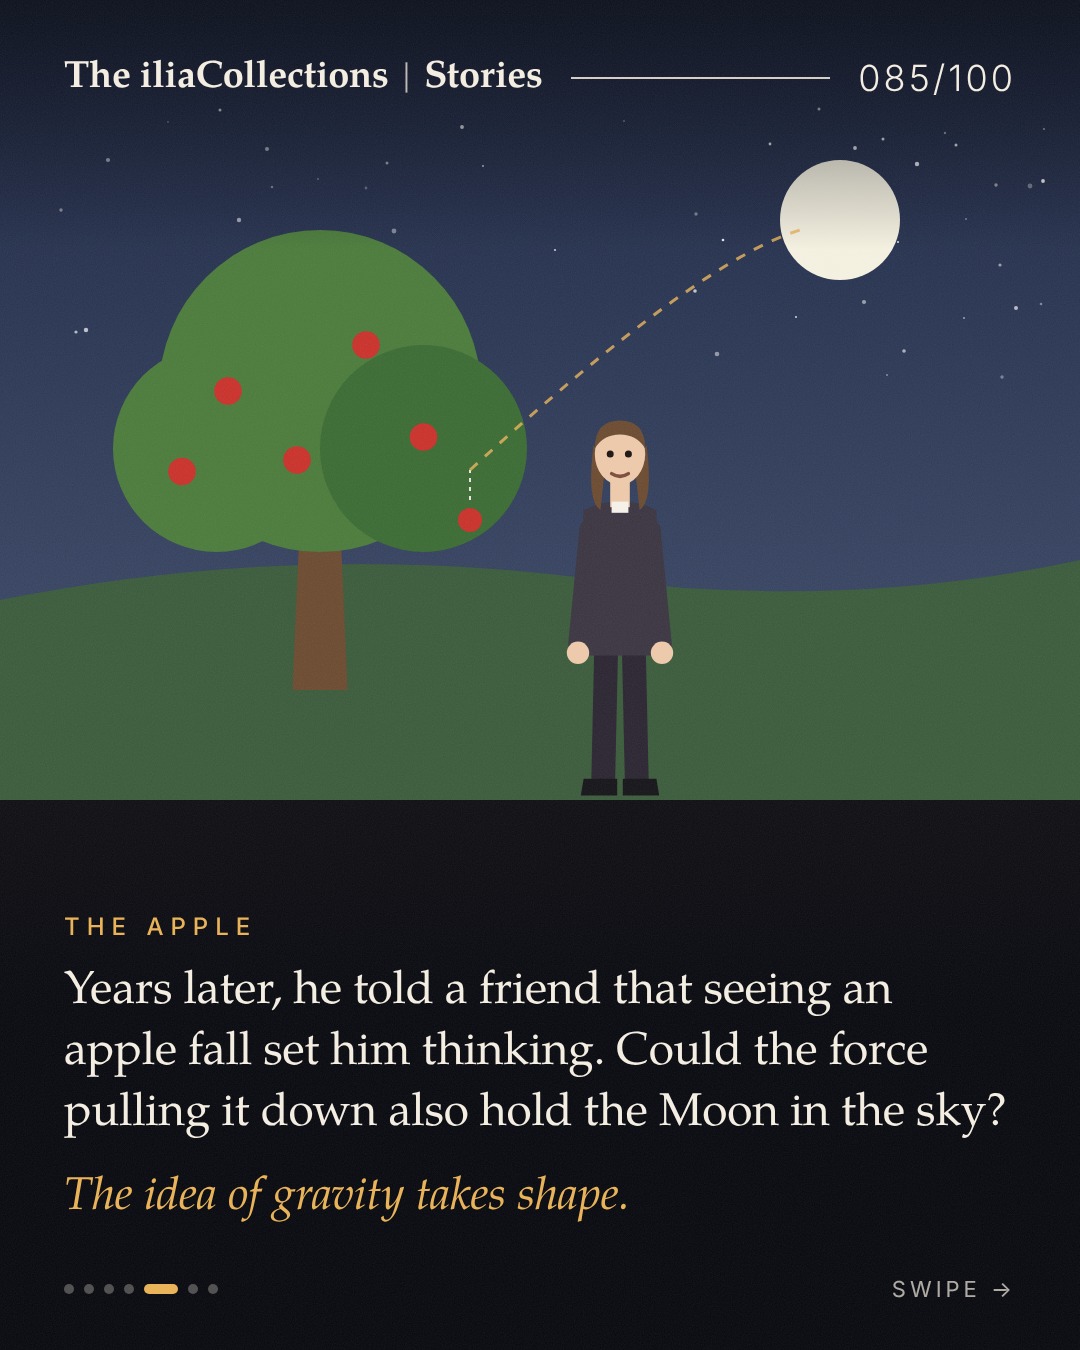 The iliaCollections | Stories 085/100
THE APPLE
Years later, he told a friend that seeing an
apple fall set him thinking. Could the force
pulling it down also hold the Moon in the sky?
The idea of gravity takes shape.
SWIPE →